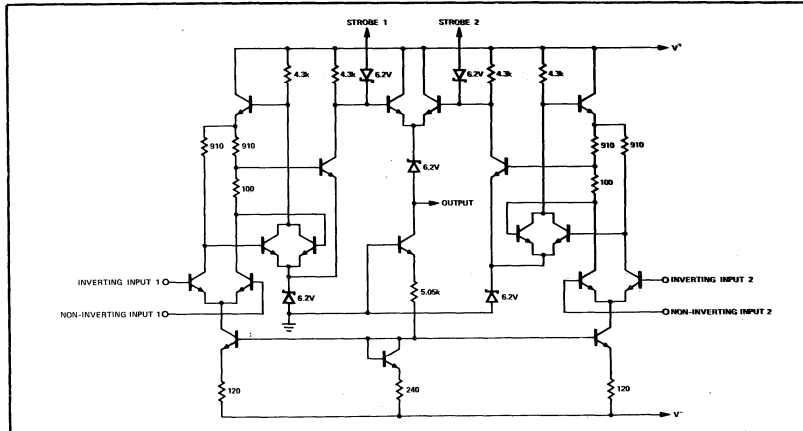 STROBE 1 STROBE 2
V+
4.3k 4.3k 6.2V 6.2V 4.3k 4.3k
910 910 910 910
6.2V
100 100
OUTPUT
INVERTING INPUT 1 INVERTING INPUT 2
6.2V 5.05k 6.2V
NON-INVERTING INPUT 1 NON-INVERTING INPUT 2
120 240 120
V-